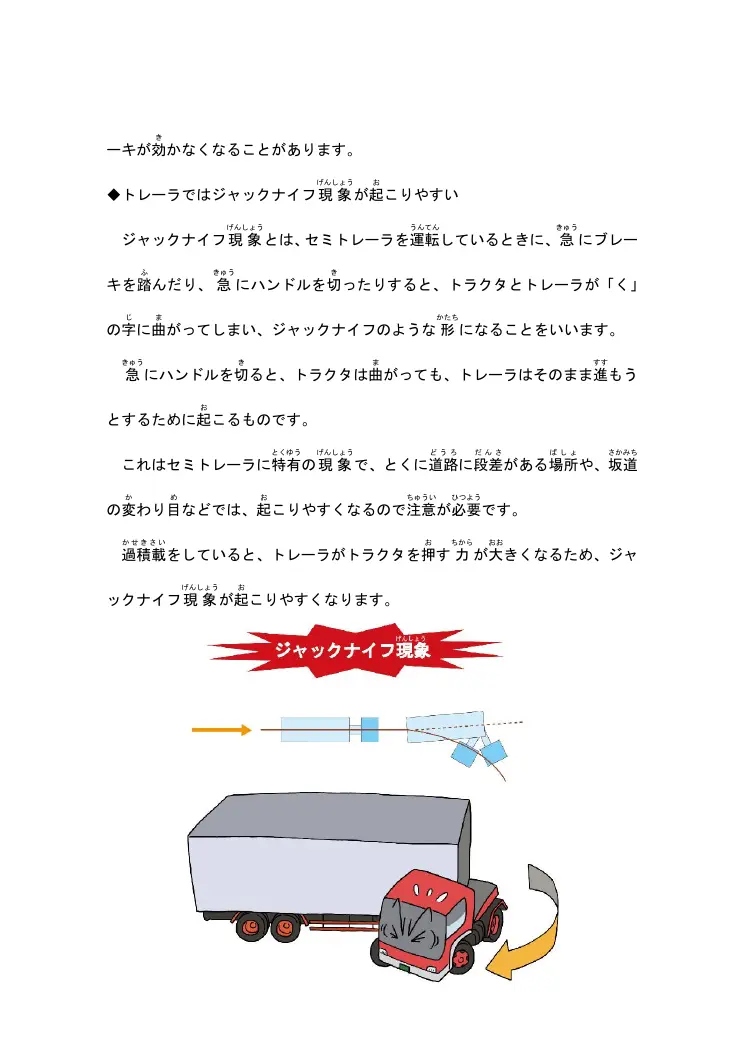 ーキが効かなくなることがあります。
◆トレーラではジャックナイフ現象が起こりやすい
ジャックナイフ現象とは、セミトレーラを運転しているときに、急にブレー
キを踏んだり、急にハンドルを切ったりすると、トラクタとトレーラが「く」
の字に曲がってしまい、ジャックナイフのような形になることをいいます。
急にハンドルを切ると、トラクタは曲がっても、トレーラはそのまま進もう
とするために起こるものです。
これはセミトレーラに特有の現象で、とくに道路に段差がある場所や、坂道
の変わり目などでは、起こりやすくなるので注意が必要です。
過積載をしていると、トレーラがトラクタを押す力が大きくなるため、ジャ
ックナイフ現象が起こりやすくなります。
ジャックナイフ現象